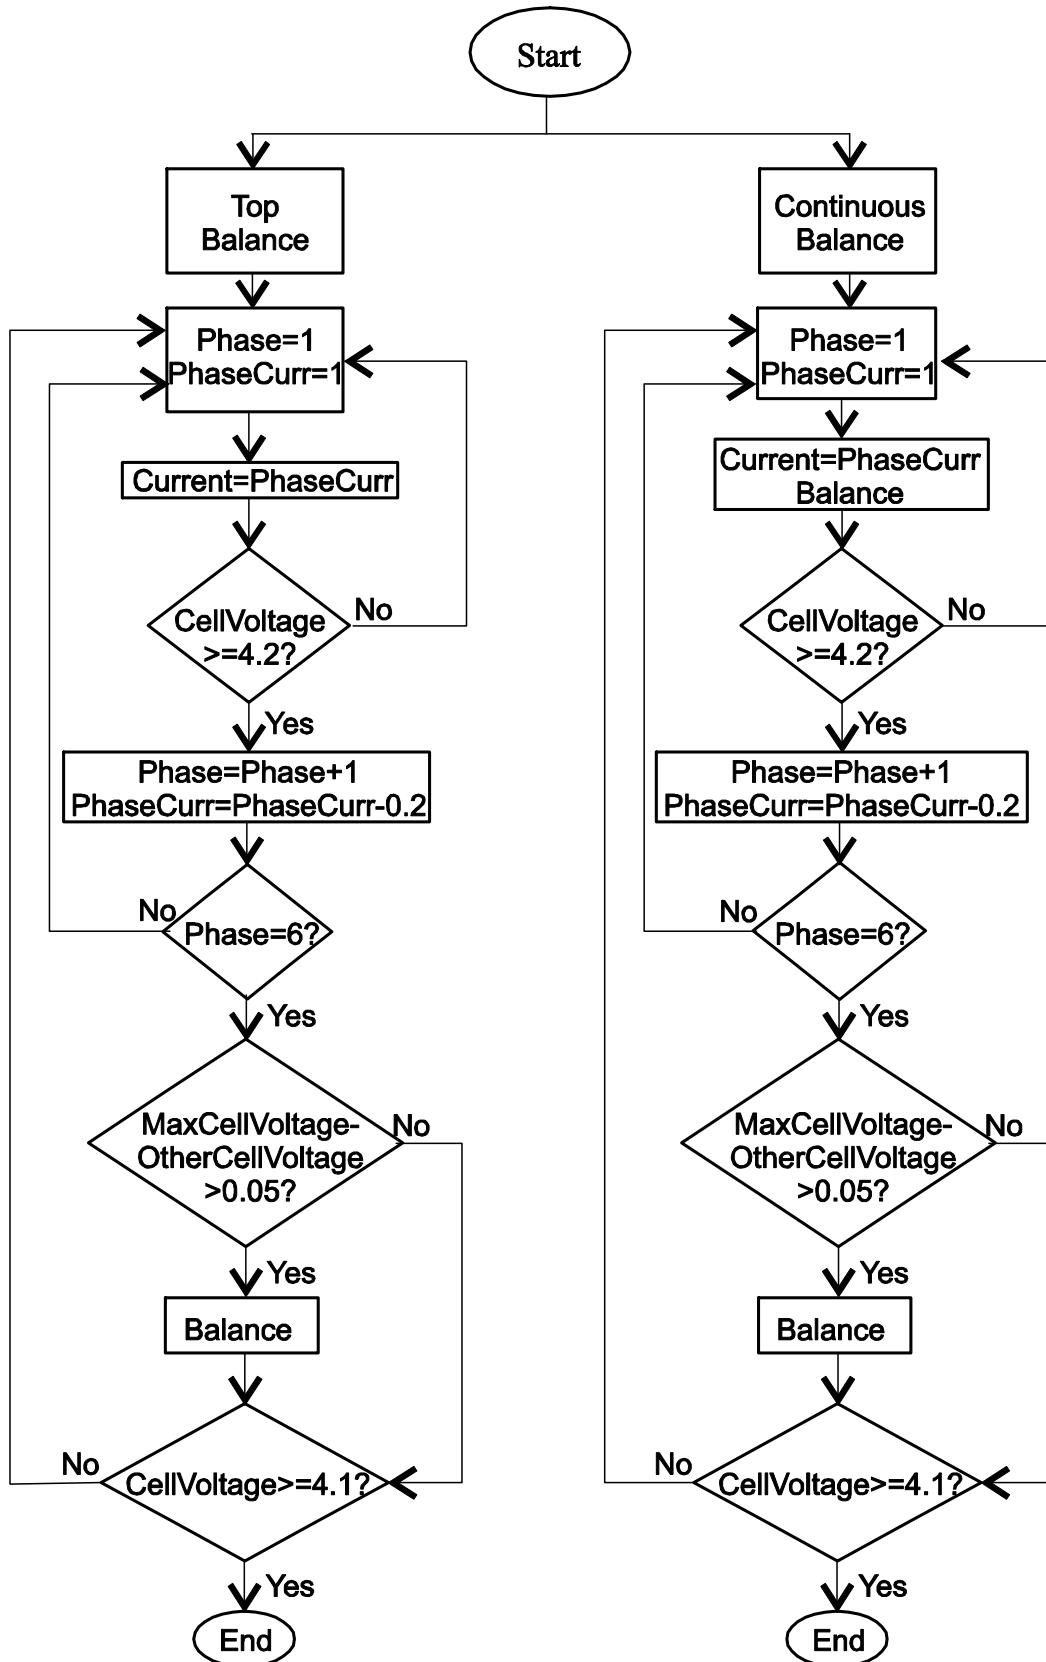 Start
Top
Balance
Phase=1
PhaseCurr=1
Current=PhaseCurr
CellVoltage
>=4.2?
No
Yes
Phase=Phase+1
PhaseCurr=PhaseCurr-0.2
No
Phase=6?
Yes
MaxCellVoltage-
OtherCellVoltage
>0.05?
No
Yes
Balance
No
CellVoltage>=4.1?
Yes
End
Continuous
Balance
Phase=1
PhaseCurr=1
Current=PhaseCurr
Balance
CellVoltage
>=4.2?
No
Yes
Phase=Phase+1
PhaseCurr=PhaseCurr-0.2
No
Phase=6?
Yes
MaxCellVoltage-
OtherCellVoltage
>0.05?
No
Yes
Balance
No
CellVoltage>=4.1?
Yes
End